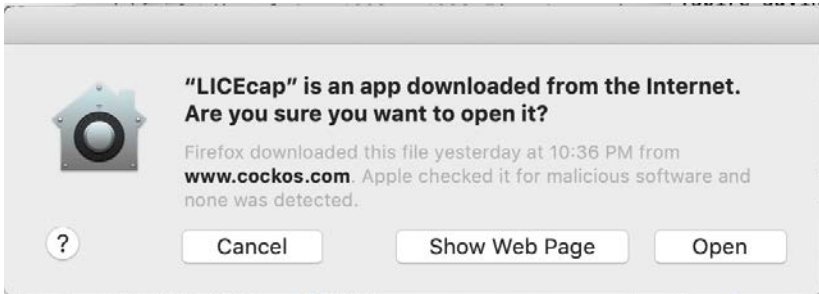 “LICEcap” is an app downloaded from the Internet.
Are you sure you want to open it?
Firefox downloaded this file yesterday at 10:36 PM from
www.cockos.com. Apple checked it for malicious software and
none was detected.
?
Cancel
Show Web Page
Open